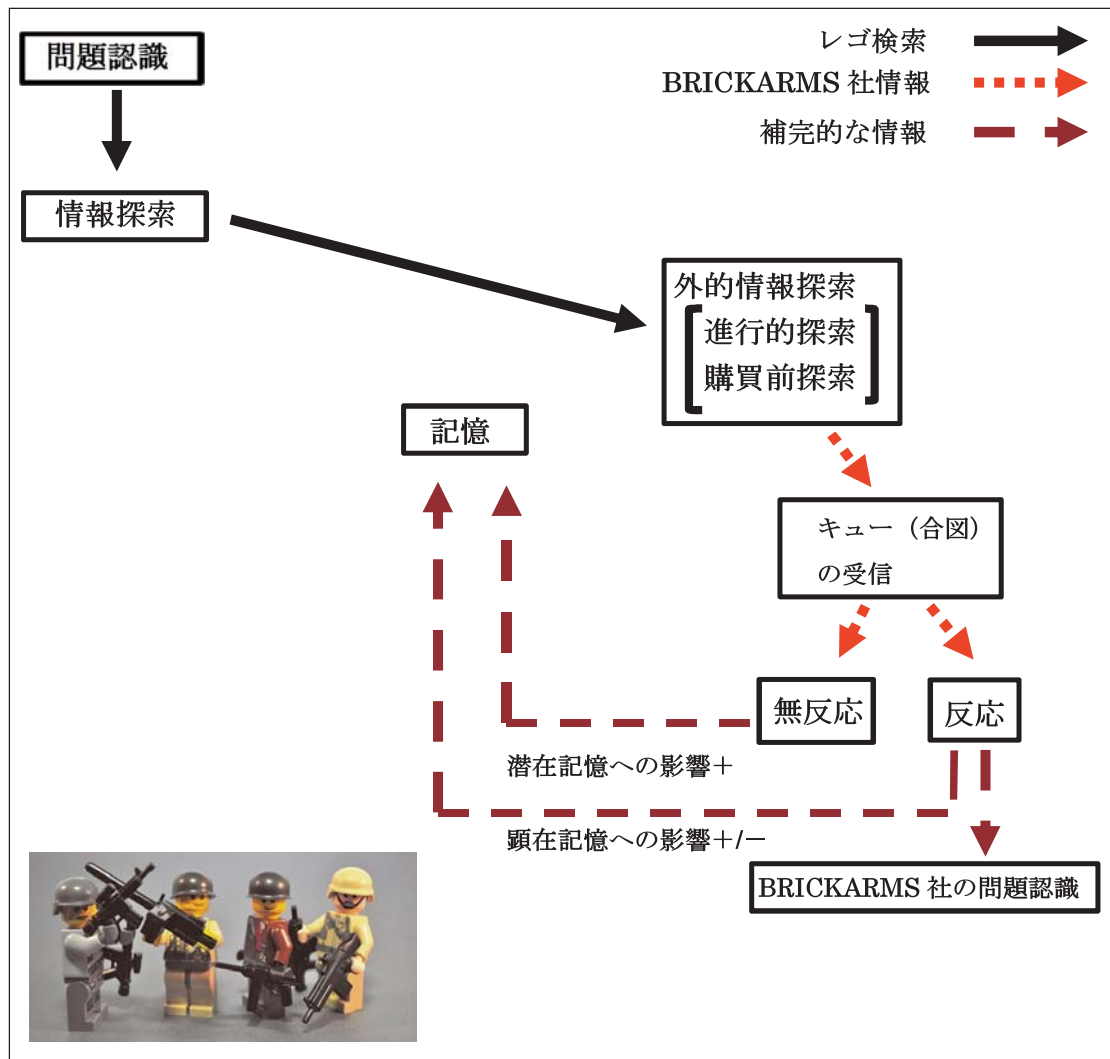 問題認識
レゴ検索
BRICKARMS 社情報
補完的な情報
情報探索
外的情報探索
進行的探索
購買前探索
記憶
キュー（合図）
の受信
無反応
反応
潜在記憶への影響＋
顕在記憶への影響＋/－
BRICKARMS 社の問題認識